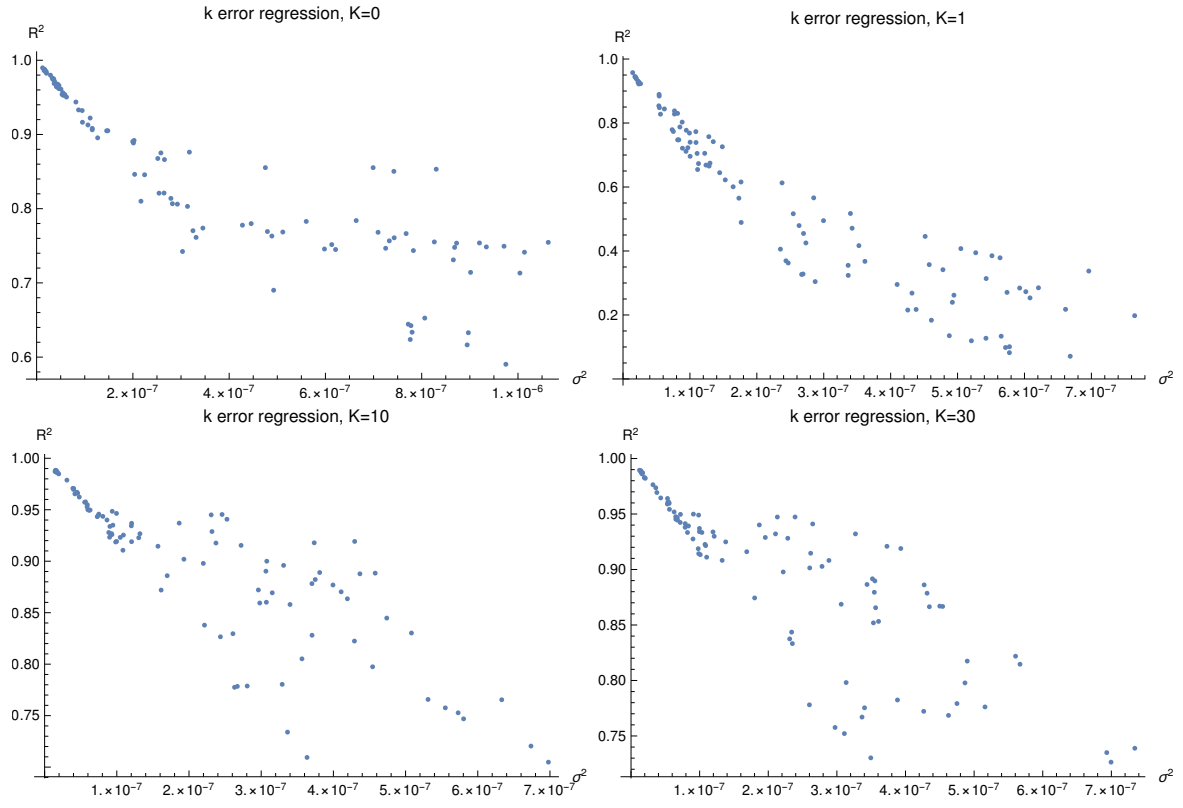 k error regression, K=0
R²
1.0
0.9
0.8
0.7
0.6
2.×10⁻⁷ 4.×10⁻⁷ 6.×10⁻⁷ 8.×10⁻⁷ 1.×10⁻⁶ σ²
k error regression, K=1
R²
1.0
0.8
0.6
0.4
0.2
1.×10⁻⁷ 2.×10⁻⁷ 3.×10⁻⁷ 4.×10⁻⁷ 5.×10⁻⁷ 6.×10⁻⁷ 7.×10⁻⁷ σ²
k error regression, K=10
R²
1.00
0.95
0.90
0.85
0.80
0.75
1.×10⁻⁷ 2.×10⁻⁷ 3.×10⁻⁷ 4.×10⁻⁷ 5.×10⁻⁷ 6.×10⁻⁷ 7.×10⁻⁷ σ²
k error regression, K=30
R²
1.00
0.95
0.90
0.85
0.80
0.75
1.×10⁻⁷ 2.×10⁻⁷ 3.×10⁻⁷ 4.×10⁻⁷ 5.×10⁻⁷ 6.×10⁻⁷ 7.×10⁻⁷ σ²